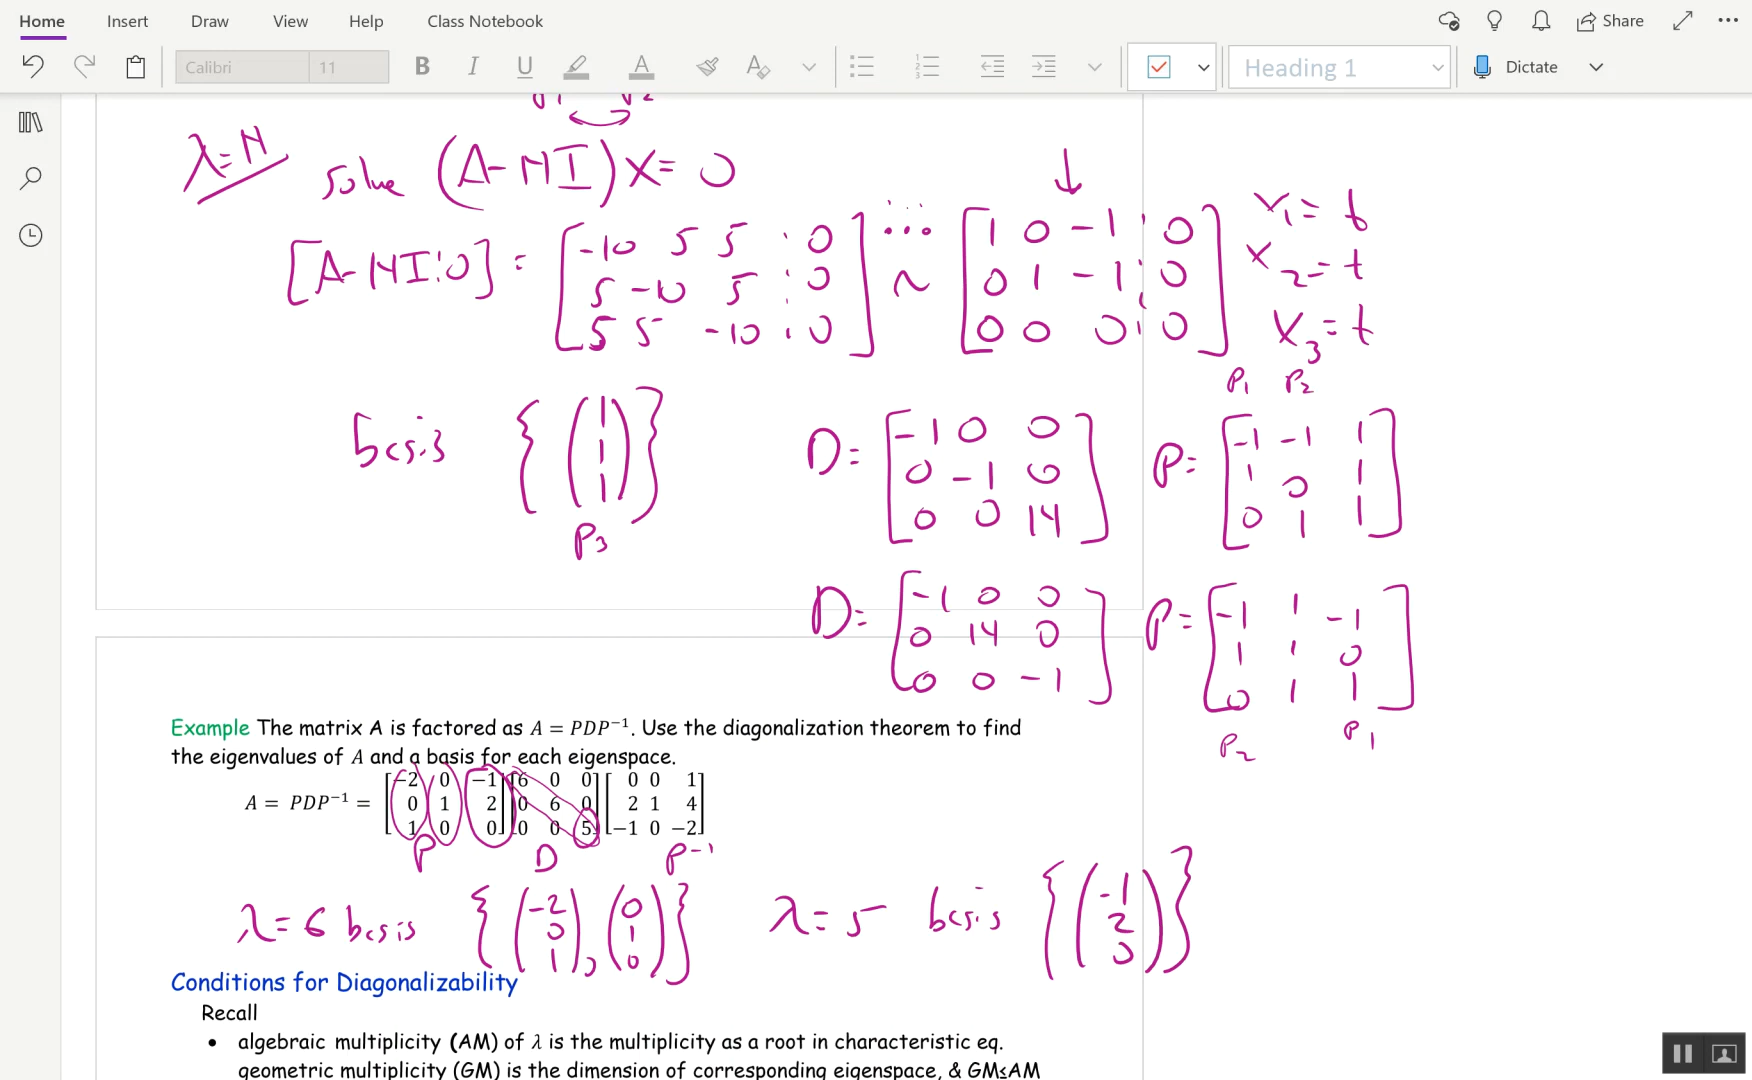 Home Insert Draw View Help Class Notebook Share
Calibri 11 B I U A A Heading 1 Dictate
λ=14 solve (A-14I)X=0
[A-14I:0] = [-10 5 5 : 0 ... [1 0 -1 : 0 x1= t
5 -10 5 : 0 ~ 0 1 -1 : 0 x2= t
5 5 -10 : 0] 0 0 0 : 0] x3= t
p1 p2
basis { (1 1 1) } D= [-1 0 0 P= [-1 -1 1
0 -1 0 1 0 1
0 0 14] 0 1 1]
p3
D= [-1 0 0 P= [-1 1 -1
0 14 0 1 1 0
0 0 -1] 0 1 1]
p2 p1
Example The matrix A is factored as A = PDP⁻¹. Use the diagonalization theorem to find
the eigenvalues of A and a basis for each eigenspace.
[−2 0 −1] [6 0 0] [0 0 1]
A = PDP⁻¹ = [0 1 2] [0 6 0] [2 1 4]
[1 0 0] [0 0 5] [−1 0 −2]
P D P⁻¹
λ=6 basis { (-2 0 1), (0 1 0) } λ=5 basis { (-1 2 0) }
Conditions for Diagonalizability
Recall
• algebraic multiplicity (AM) of λ is the multiplicity as a root in characteristic eq.
geometric multiplicity (GM) is the dimension of corresponding eigenspace, & GM≤AM